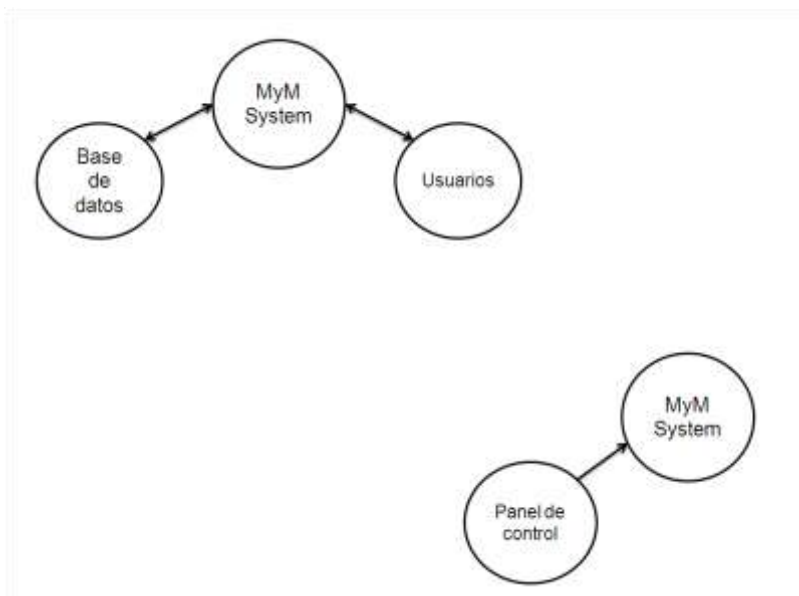 MyM
System
Base
de
datos
Usuarios
MyM
System
Panel de
control